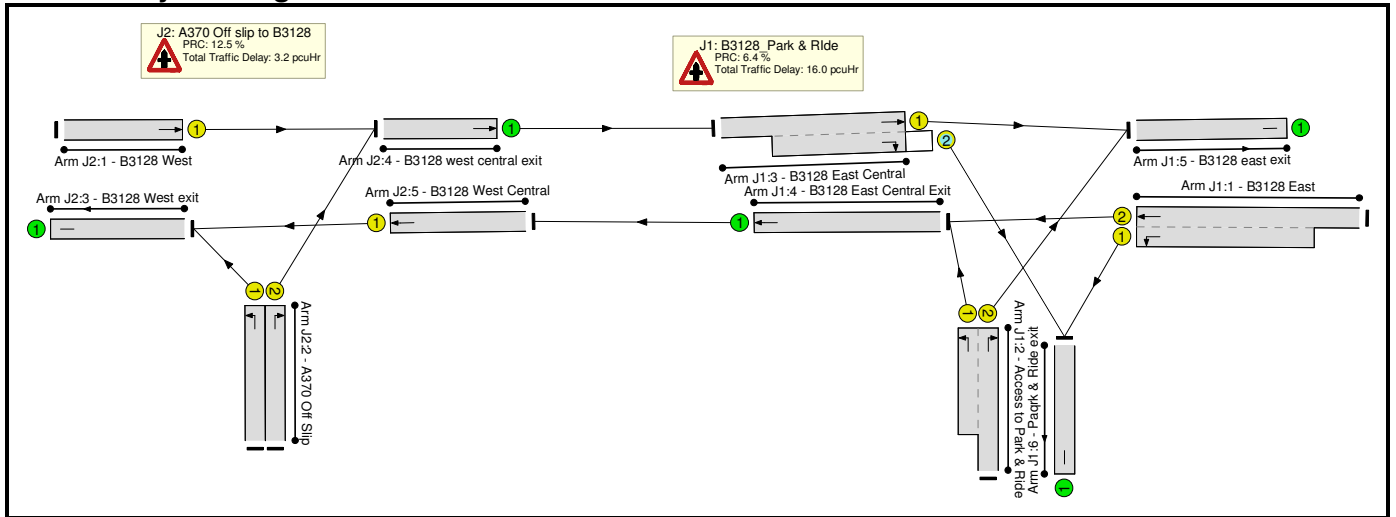 J2: A370 Off slip to B3128
PRC: 12.5 %
Total Traffic Delay: 3.2 pcuHr
J1: B3128_Park & RIde
PRC: 6.4 %
Total Traffic Delay: 16.0 pcuHr
1
Arm J2:1 - B3128 West
1
Arm J2:4 - B3128 west central exit
1
2
Arm J1:3 - B3128 East Central
1
Arm J1:5 - B3128 east exit
Arm J2:3 - B3128 West exit
1
Arm J2:5 - B3128 West Central
1
Arm J1:4 - B3128 East Central Exit
1
Arm J1:1 - B3128 East
2
1
1
2
Arm J2:2 - A370 Off Slip
1
2
Arm J1:2 - Access to Park & Ride
Arm J1:6 - Paqrk & Ride exit
1